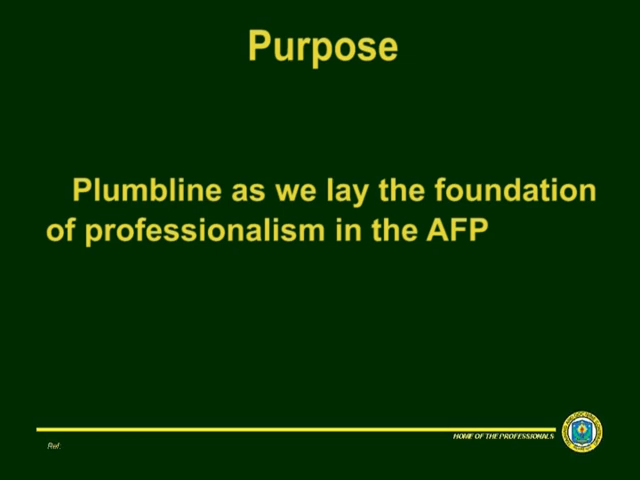 Purpose
Plumbline as we lay the foundation
of professionalism in the AFP
HOME OF THE PROFESSIONALS
Ref: